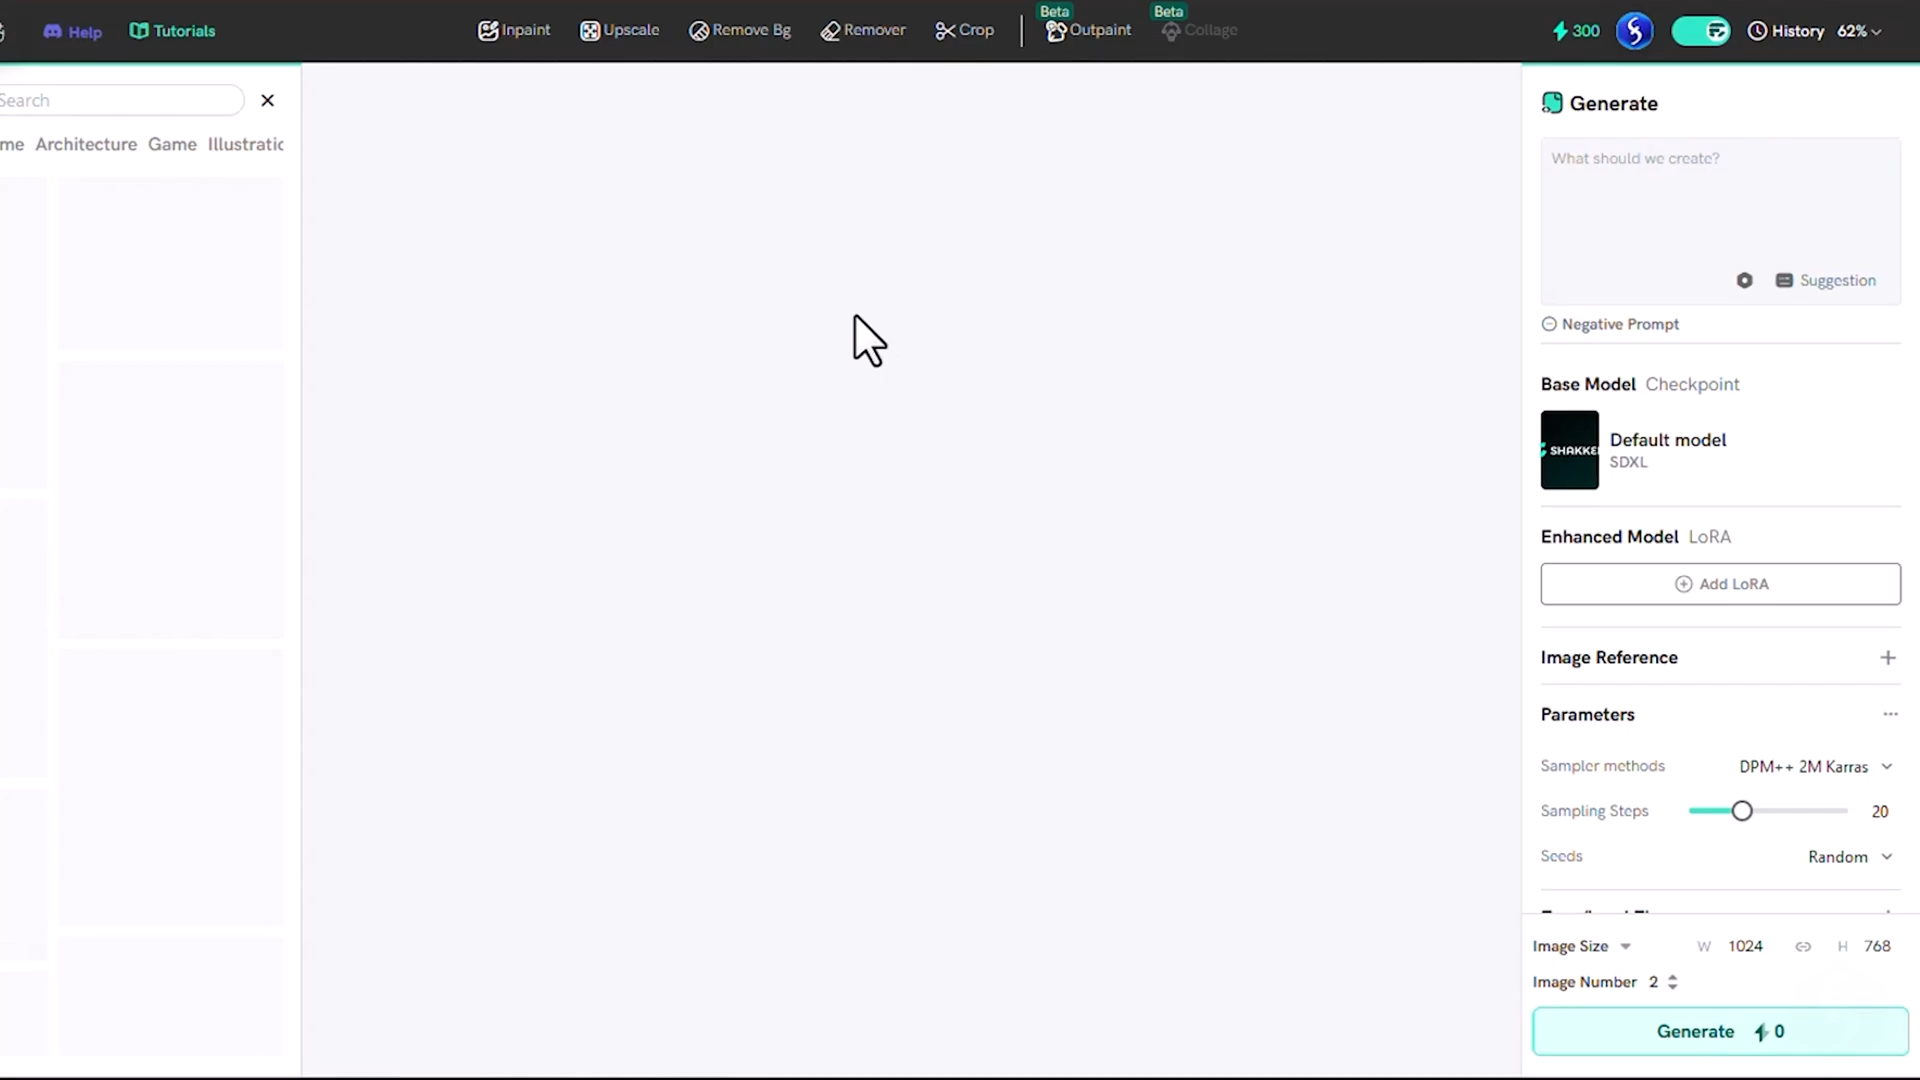 Help
Tutorials
Inpaint
Upscale
Remove Bg
Remover
Crop
Beta
Outpaint
Beta
Collage
300
History
62%
Search
me Architecture Game Illustratic
Generate
What should we create?
Suggestion
Negative Prompt
Base Model Checkpoint
SHAKKE
Default model
SDXL
Enhanced Model LoRA
Add LoRA
Image Reference
Parameters
Sampler methods DPM++ 2M Karras
Sampling Steps 20
Seeds Random
Image Size W 1024 H 768
Image Number 2
Generate 0